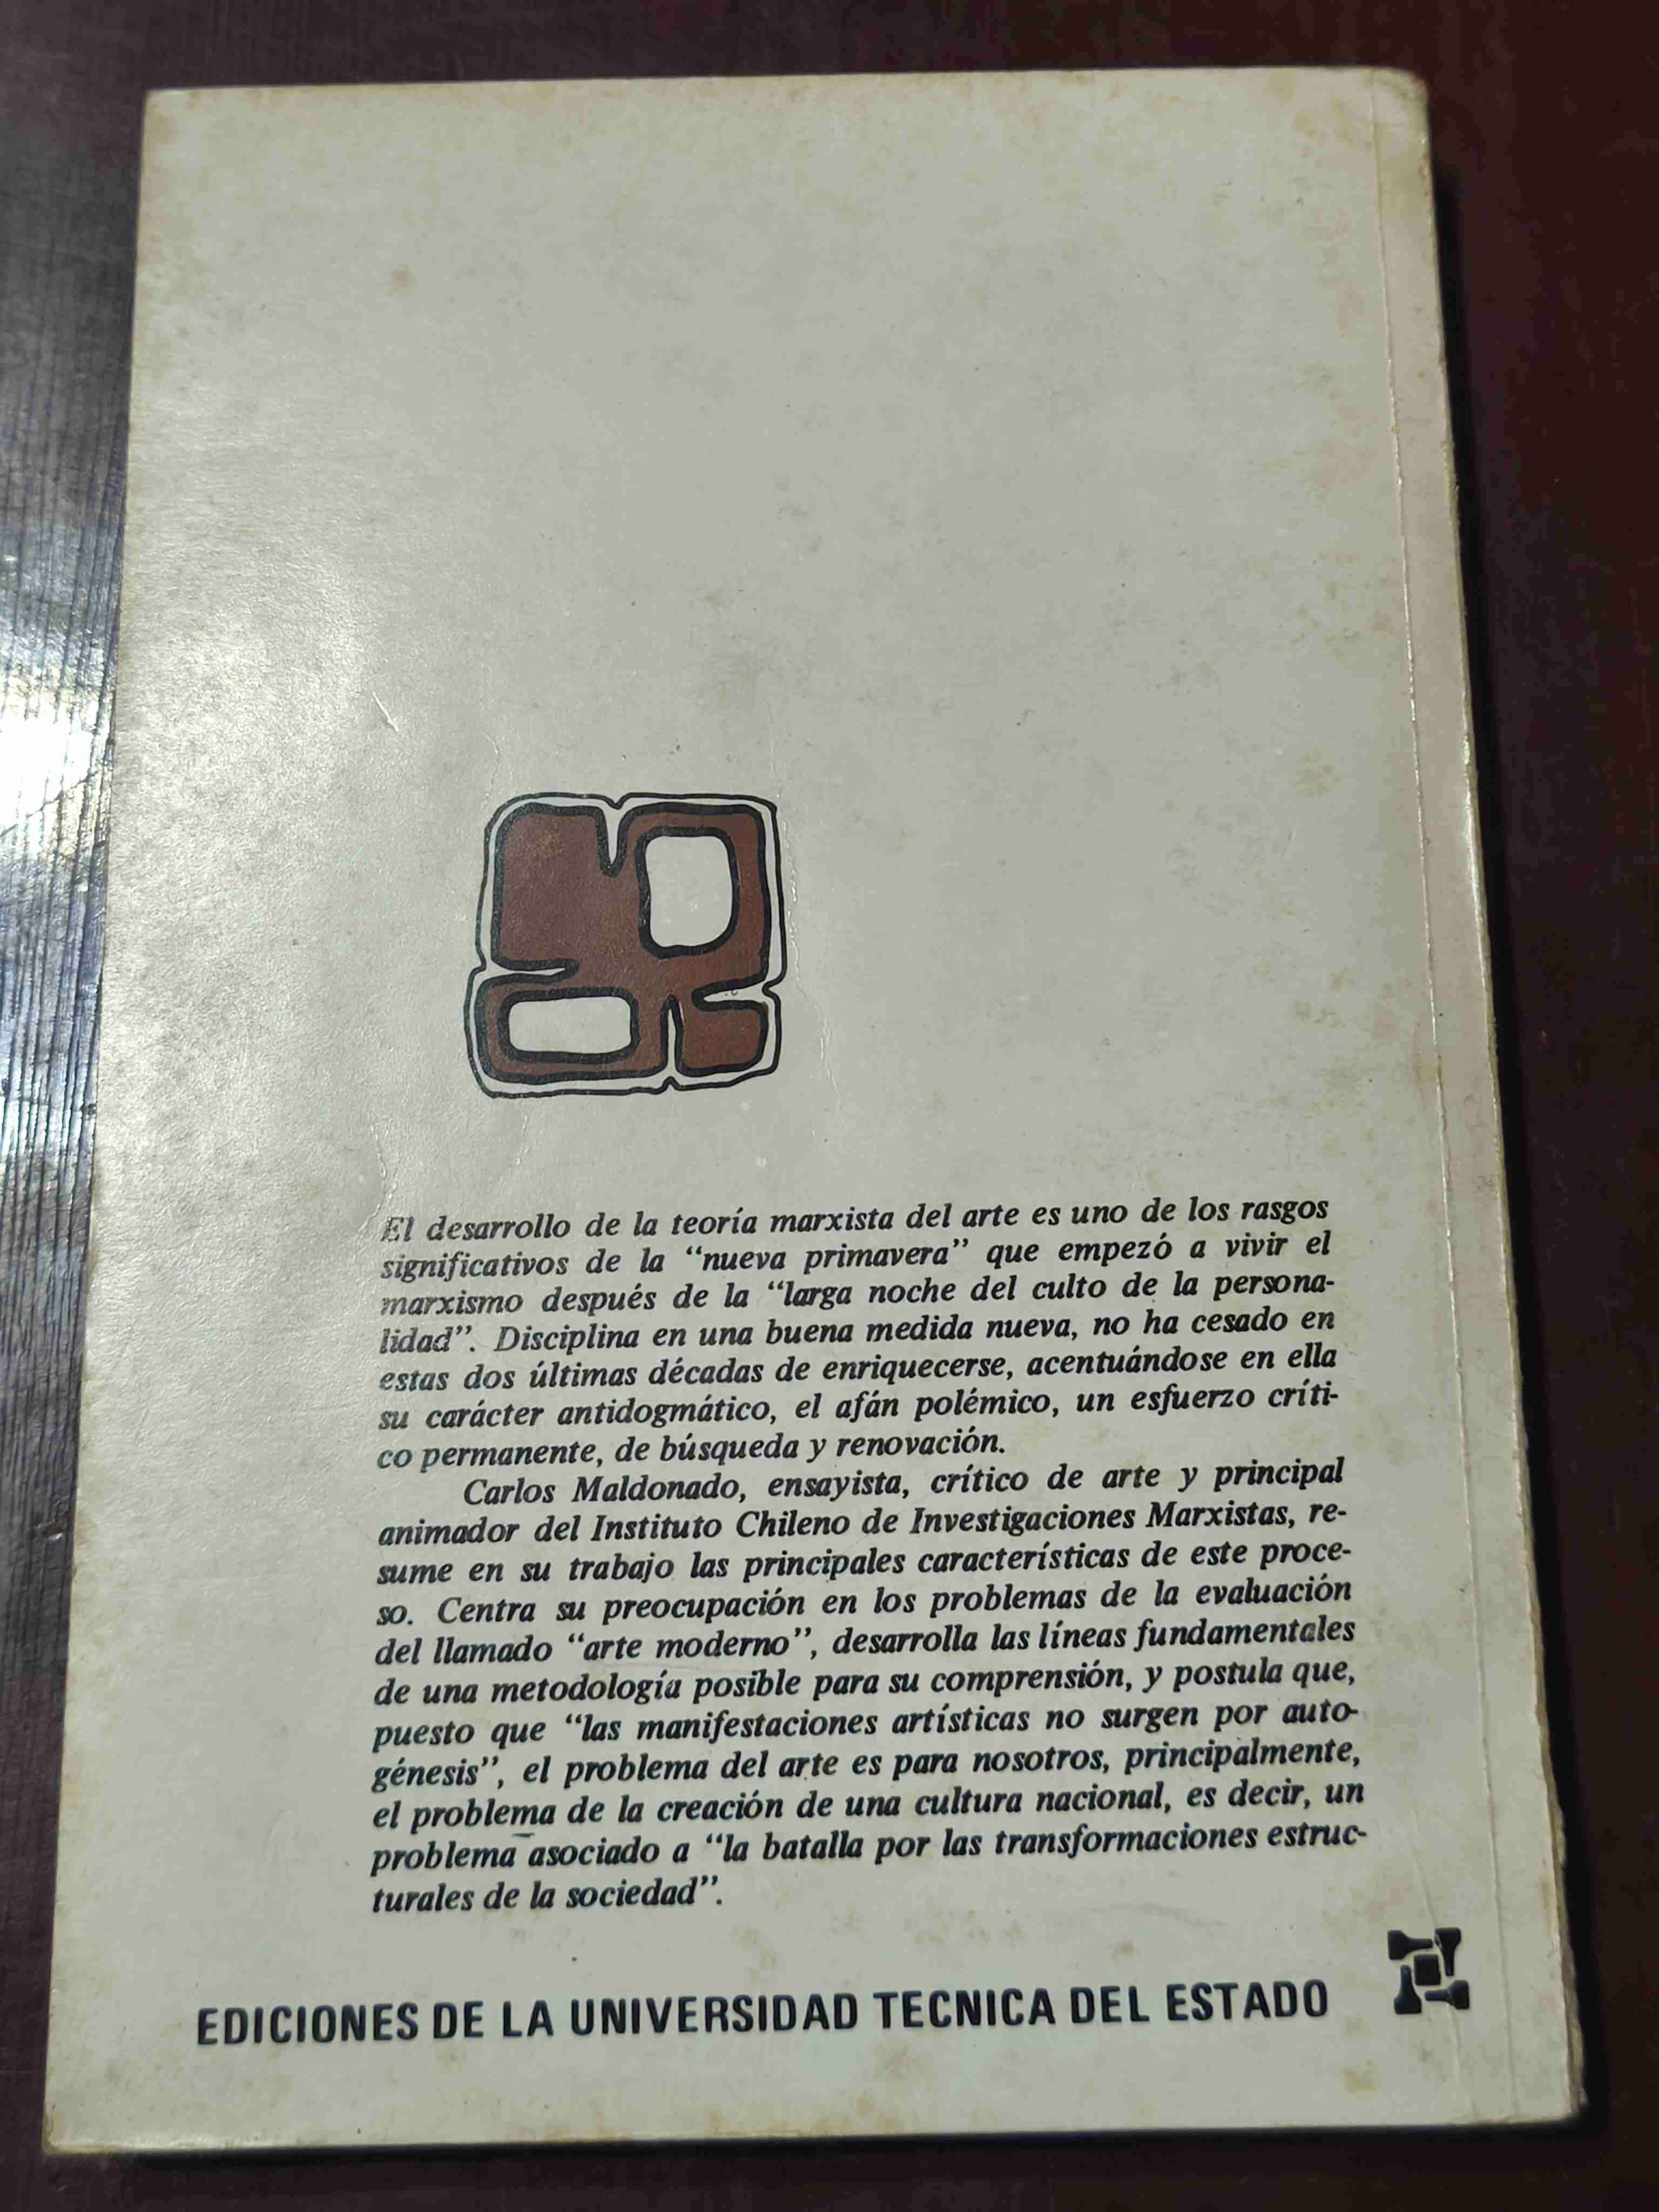 El desarrollo de la teoría marxista del arte es uno de los rasgos
significativos de la “nueva primavera” que empezó a vivir el
marxismo después de la “larga noche del culto de la persona-
lidad”. Disciplina en una buena medida nueva, no ha cesado en
estas dos últimas décadas de enriquecerse, acentuándose en ella
su carácter antidogmático, el afán polémico, un esfuerzo críti-
co permanente, de búsqueda y renovación.
Carlos Maldonado, ensayista, crítico de arte y principal
animador del Instituto Chileno de Investigaciones Marxistas, re-
sume en su trabajo las principales características de este proce-
so. Centra su preocupación en los problemas de la evaluación
del llamado “arte moderno”, desarrolla las líneas fundamentales
de una metodología posible para su comprensión, y postula que,
puesto que “las manifestaciones artísticas no surgen por auto-
génesis”, el problema del arte es para nosotros, principalmente,
el problema de la creación de una cultura nacional, es decir, un
problema asociado a “la batalla por las transformaciones estruc-
turales de la sociedad”.
EDICIONES DE LA UNIVERSIDAD TECNICA DEL ESTADO